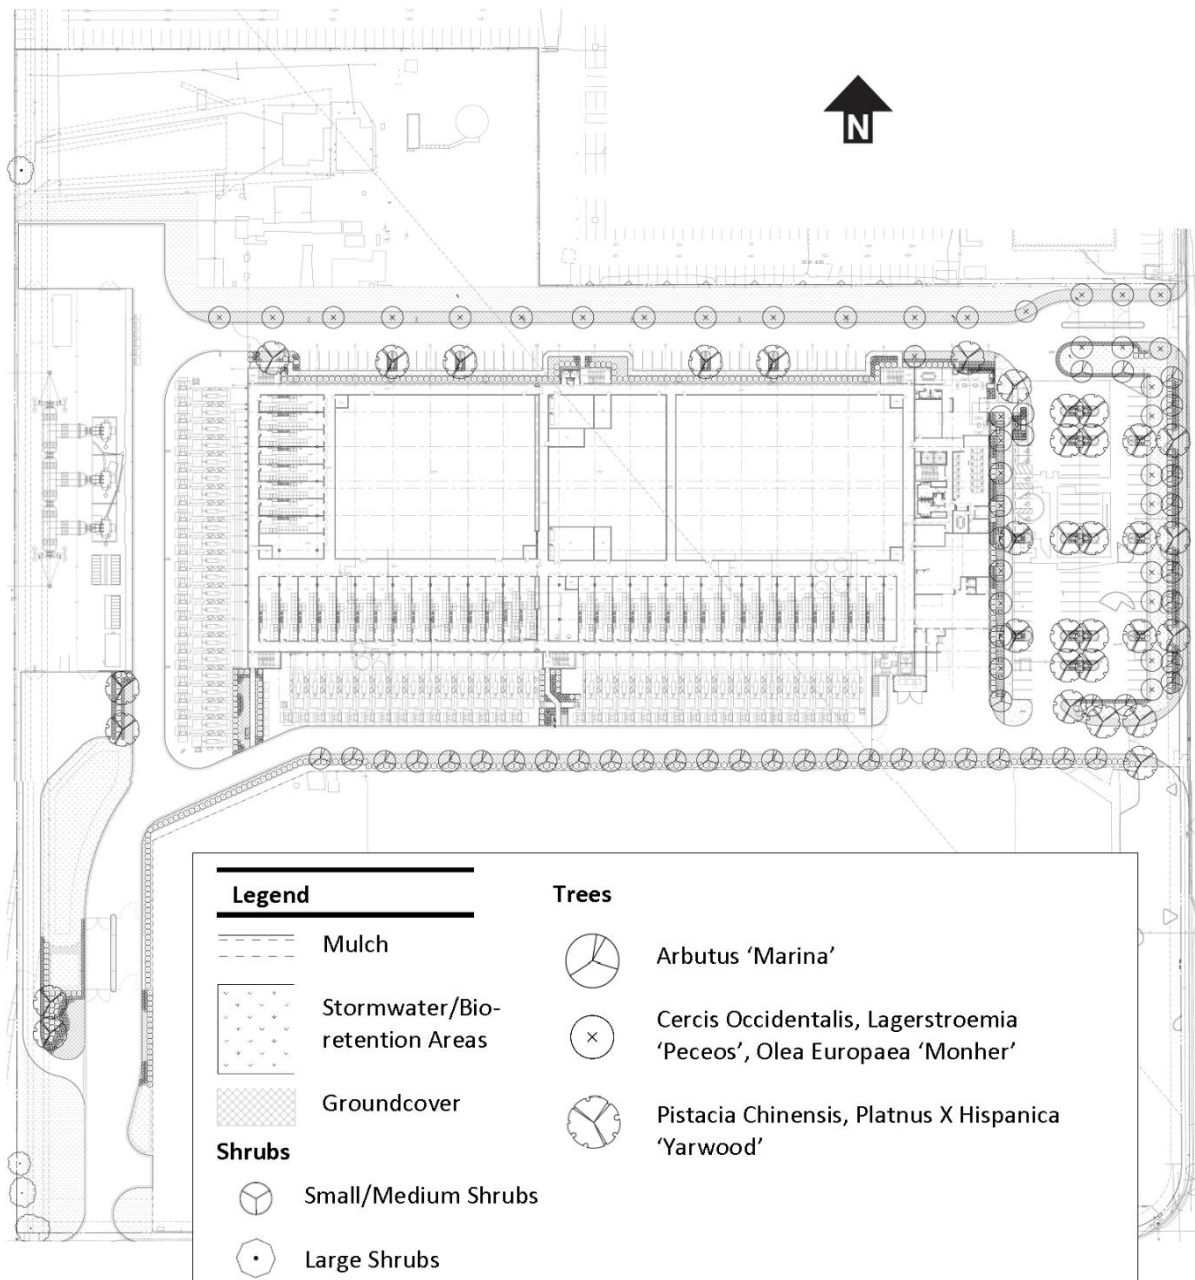 N
Legend
Mulch
Stormwater/Bio-
retention Areas
Groundcover
Shrubs
Small/Medium Shrubs
Large Shrubs
Trees
Arbutus ‘Marina’
Cercis Occidentalis, Lagerstroemia
‘Peceos’, Olea Europaea ‘Monher’
Pistacia Chinensis, Platnus X Hispanica
‘Yarwood’